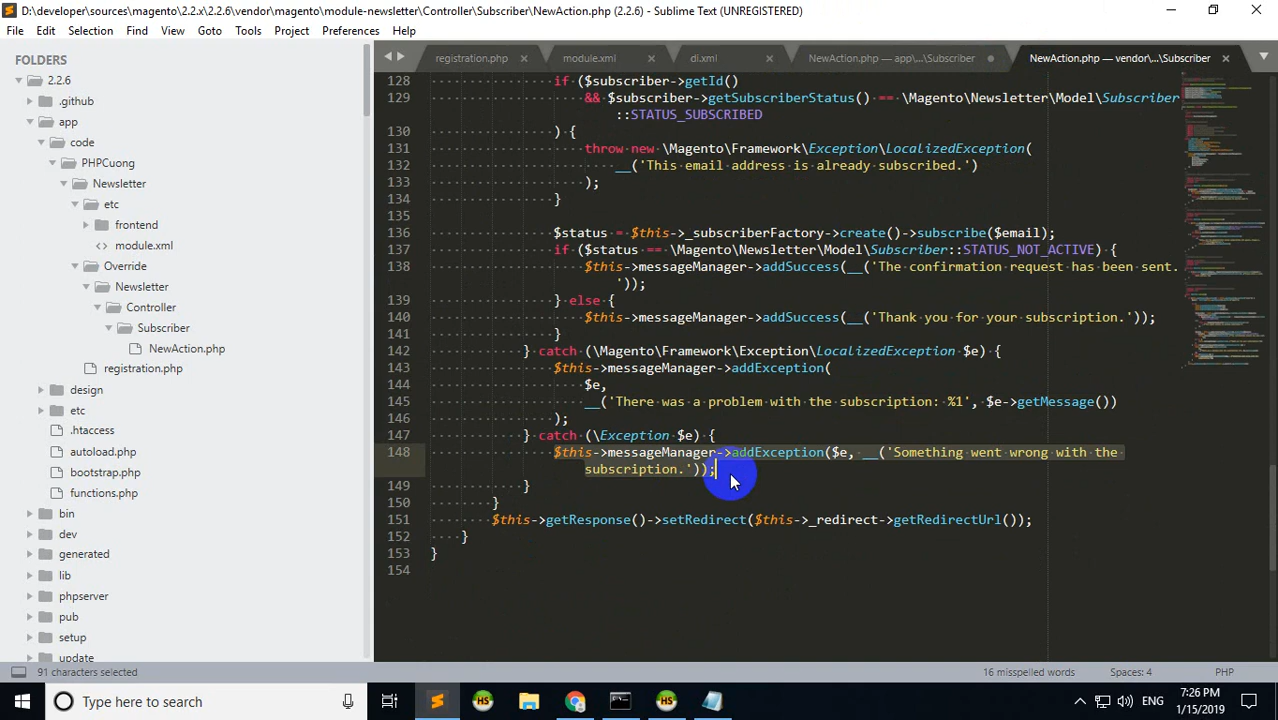 D:\developer\sources\magento\2.2.x\2.2.6\vendor\magento\module-newsletter\Controller\Subscriber\NewAction.php (2.2.6) - Sublime Text (UNREGISTERED)
File Edit Selection Find View Goto Tools Project Preferences Help
FOLDERS
2.2.6
.github
app
code
PHPCuong
Newsletter
etc
frontend
module.xml
Override
Newsletter
Controller
Subscriber
NewAction.php
registration.php
design
etc
.htaccess
autoload.php
bootstrap.php
functions.php
bin
dev
generated
lib
phpserver
pub
setup
update
registration.php × module.xml × di.xml × NewAction.php — app\...\Subscriber NewAction.php — vendor\...\Subscriber ×
128 if ($subscriber->getId()
129 && $subscriber->getSubscriberStatus() == \Magento\Newsletter\Model\Subscriber
::STATUS_SUBSCRIBED
130 ) {
131 throw new \Magento\Framework\Exception\LocalizedException(
132 __('This email address is already subscribed.')
133 );
134 }
135
136 $status = $this->_subscriberFactory->create()->subscribe($email);
137 if ($status == \Magento\Newsletter\Model\Subscriber::STATUS_NOT_ACTIVE) {
138 $this->messageManager->addSuccess(__('The confirmation request has been sent.
'));
139 } else {
140 $this->messageManager->addSuccess(__('Thank you for your subscription.'));
141 }
142 } catch (\Magento\Framework\Exception\LocalizedException $e) {
143 $this->messageManager->addException(
144 $e,
145 __('There was a problem with the subscription: %1', $e->getMessage())
146 );
147 } catch (\Exception $e) {
148 $this->messageManager->addException($e, __('Something went wrong with the
subscription.'));
149 }
150 }
151 $this->getResponse()->setRedirect($this->_redirect->getRedirectUrl());
152 }
153 }
154
91 characters selected 16 misspelled words Spaces: 4 PHP
Type here to search
HS
HS
ENG
7:26 PM
1/15/2019